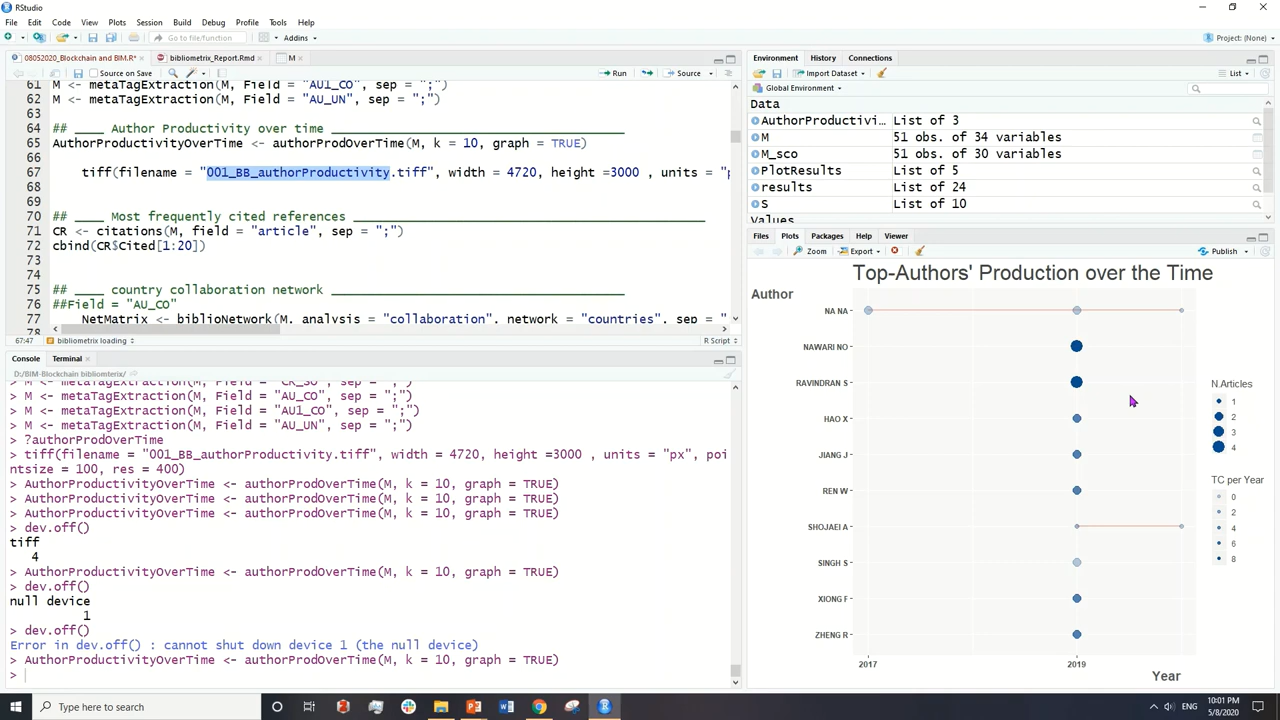 RStudio
File Edit Code View Plots Session Build Debug Profile Tools Help
Go to file/function Addins Project: (None)
08052020_Blockchain and BIM.R* bibliometrix_Report.Rmd M
Source on Save Run Source
61 M <- metaTagExtraction(M, Field = "AU1_CO", sep = ";")
62 M <- metaTagExtraction(M, Field = "AU_UN", sep = ";")
63
64 ## ____ Author Productivity over time ________________________________________
65 AuthorProductivityOverTime <- authorProdOverTime(M, k = 10, graph = TRUE)
66
67 tiff(filename = "001_BB_authorProductivity.tiff", width = 4720, height =3000 , units = "p
68
69
70 ## ____ Most frequently cited references _______________________________________________
71 CR <- citations(M, field = "article", sep = ";")
72 cbind(CR$Cited[1:20])
73
74
75 ## ____ country collaboration network ________________________________________
76 ##Field = "AU_CO"
77 NetMatrix <- biblioNetwork(M, analysis = "collaboration", network = "countries", sep = "
78
67:47 bibliometrix loading R Script
Console Terminal
D:/BIM-Blockchain bibliomterix/
> M <- metaTagExtraction(M, Field = "CR_SO", sep = ";")
> M <- metaTagExtraction(M, Field = "AU_CO", sep = ";")
> M <- metaTagExtraction(M, Field = "AU1_CO", sep = ";")
> M <- metaTagExtraction(M, Field = "AU_UN", sep = ";")
> ?authorProdOverTime
> tiff(filename = "001_BB_authorProductivity.tiff", width = 4720, height =3000 , units = "px", poi
ntsize = 100, res = 400)
> AuthorProductivityOverTime <- authorProdOverTime(M, k = 10, graph = TRUE)
> AuthorProductivityOverTime <- authorProdOverTime(M, k = 10, graph = TRUE)
> AuthorProductivityOverTime <- authorProdOverTime(M, k = 10, graph = TRUE)
> dev.off()
tiff
4
> AuthorProductivityOverTime <- authorProdOverTime(M, k = 10, graph = TRUE)
> dev.off()
null device
1
> dev.off()
Error in dev.off() : cannot shut down device 1 (the null device)
> AuthorProductivityOverTime <- authorProdOverTime(M, k = 10, graph = TRUE)
>
Environment History Connections
Import Dataset List
Global Environment
Data
AuthorProductivi… List of 3
M 51 obs. of 34 variables
M_sco 51 obs. of 30 variables
PlotResults List of 5
results List of 24
S List of 10
Values
Files Plots Packages Help Viewer
Zoom Export Publish
Top-Authors' Production over the Time
Author
NA NA
NAWARI NO
RAVINDRAN S
HAO X
JIANG J
REN W
SHOJAEI A
SINGH S
XIONG F
ZHENG R
2017 2019
Year
N.Articles
1
2
3
4
TC per Year
0
2
4
6
8
Type here to search
ENG
10:01 PM
5/8/2020